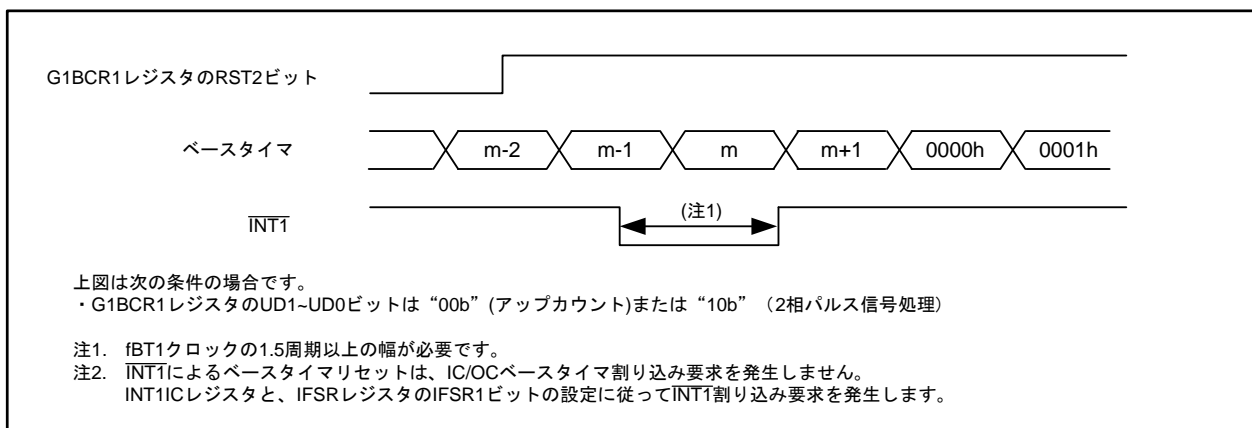 G1BCR1レジスタのRST2ビット
ベースタイマ m-2 m-1 m m+1 0000h 0001h
INT1 (注1)
上図は次の条件の場合です。
・G1BCR1レジスタのUD1~UD0ビットは“00b”(アップカウント)または“10b”（2相パルス信号処理）
注1. fBT1クロックの1.5周期以上の幅が必要です。
注2. INT1によるベースタイマリセットは、IC/OCベースタイマ割り込み要求を発生しません。
INT1ICレジスタと、IFSRレジスタのIFSR1ビットの設定に従ってINT1割り込み要求を発生します。